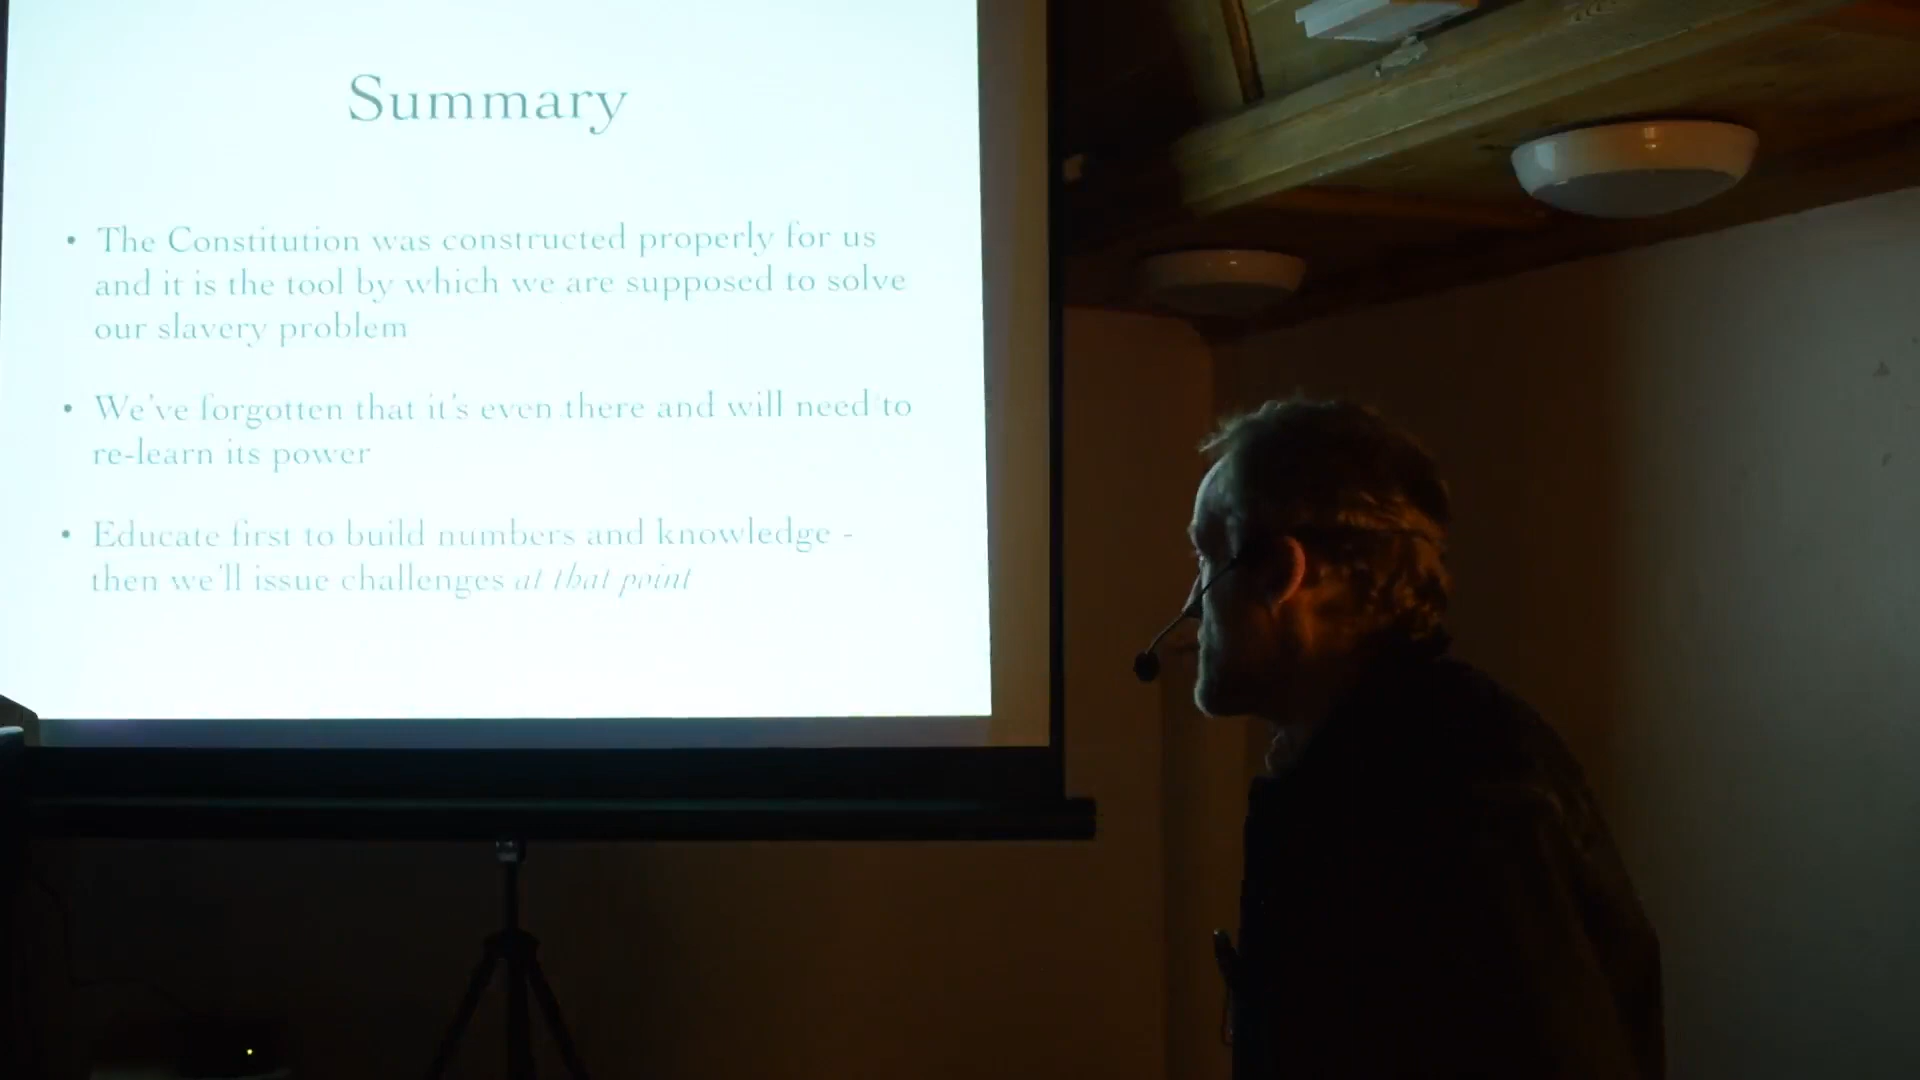 Summary
• The Constitution was constructed properly for us
and it is the tool by which we are supposed to solve
our slavery problem
• We've forgotten that it's even there and will need to
re-learn its power
• Educate first to build numbers and knowledge -
then we'll issue challenges at that point